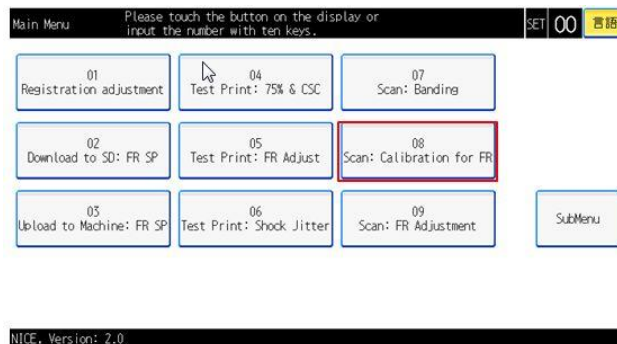 Main Menu
Please touch the button on the display or
input the number with ten keys.
SET 00 言語
01
Registration adjustment
04
Test Print: 75% & CSC
07
Scan: Banding
02
Download to SD: FR SP
05
Test Print: FR Adjust
08
Scan: Calibration for FR
03
Upload to Machine: FR SP
06
Test Print: Shock Jitter
09
Scan: FR Adjustment
SubMenu
NICE, Version: 2.0